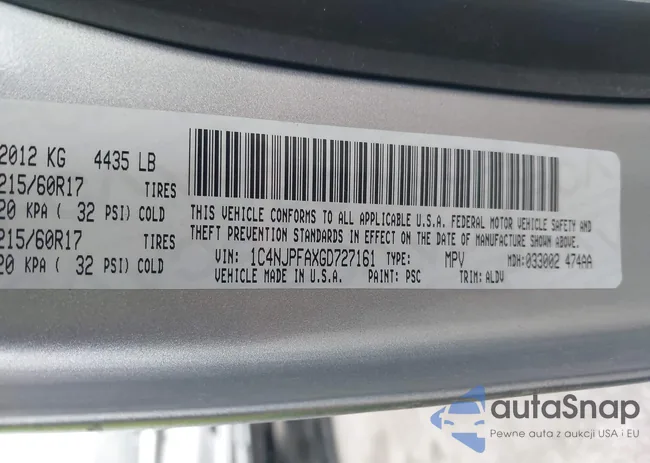 2012 KG 4435 LB
215/60R17 TIRES
20 KPA ( 32 PSI) COLD
215/60R17 TIRES
20 KPA ( 32 PSI) COLD
THIS VEHICLE CONFORMS TO ALL APPLICABLE U.S.A. FEDERAL MOTOR VEHICLE SAFETY AND
THEFT PREVENTION STANDARDS IN EFFECT ON THE DATE OF MANUFACTURE SHOWN ABOVE.
VIN: 1C4NJPFAXGD727161 TYPE: MPV MDH: 033002 474AA
VEHICLE MADE IN U.S.A. PAINT: PSC TRIM: ALDV
autaSnap
Pewne auta z aukcji USA i EU